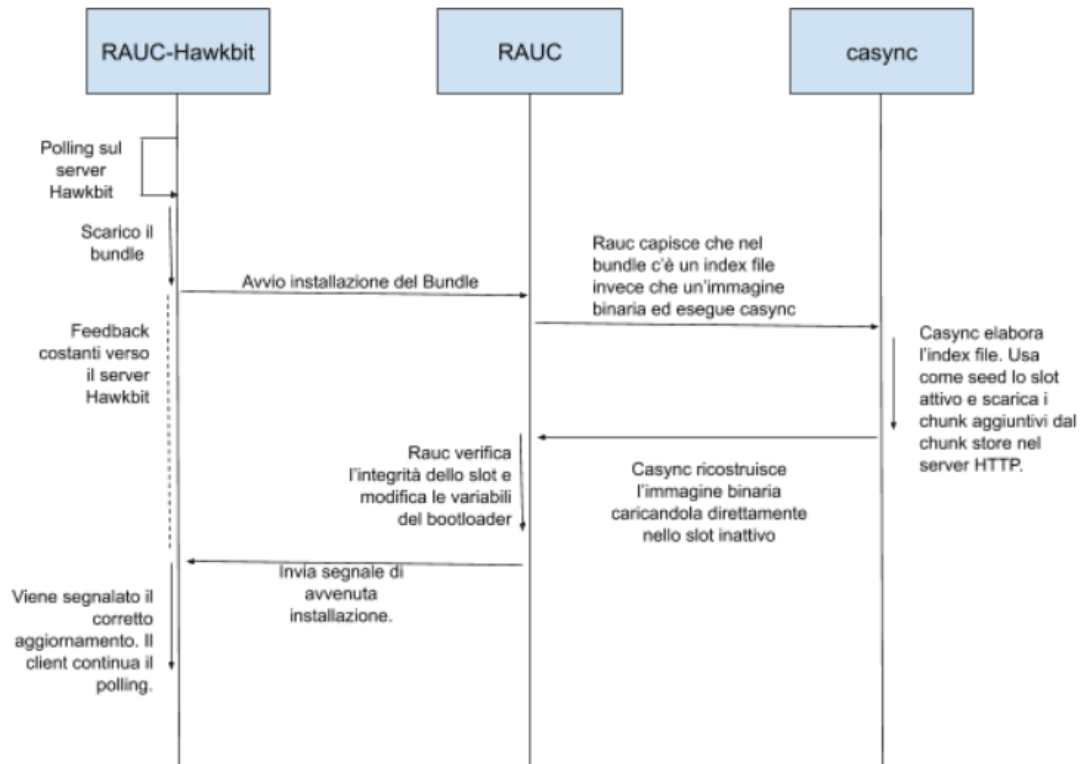 RAUC-Hawkbit
RAUC
casync
Polling sul
server
Hawkbit
Scarico il
bundle
Avvio installazione del Bundle
Rauc capisce che nel
bundle c'è un index file
invece che un'immagine
binaria ed esegue casync
Feedback
costanti verso
il server
Hawkbit
Casync elabora
l'index file. Usa
come seed lo slot
attivo e scarica i
chunk aggiuntivi dal
chunk store nel
server HTTP.
Rauc verifica
l'integrità dello slot e
modifica le variabili
del bootloader
Casync ricostruisce
l'immagine binaria
caricandola direttamente
nello slot inattivo
Invia segnale di
avvenuta
installazione.
Viene segnalato il
corretto
aggiornamento. Il
client continua il
polling.